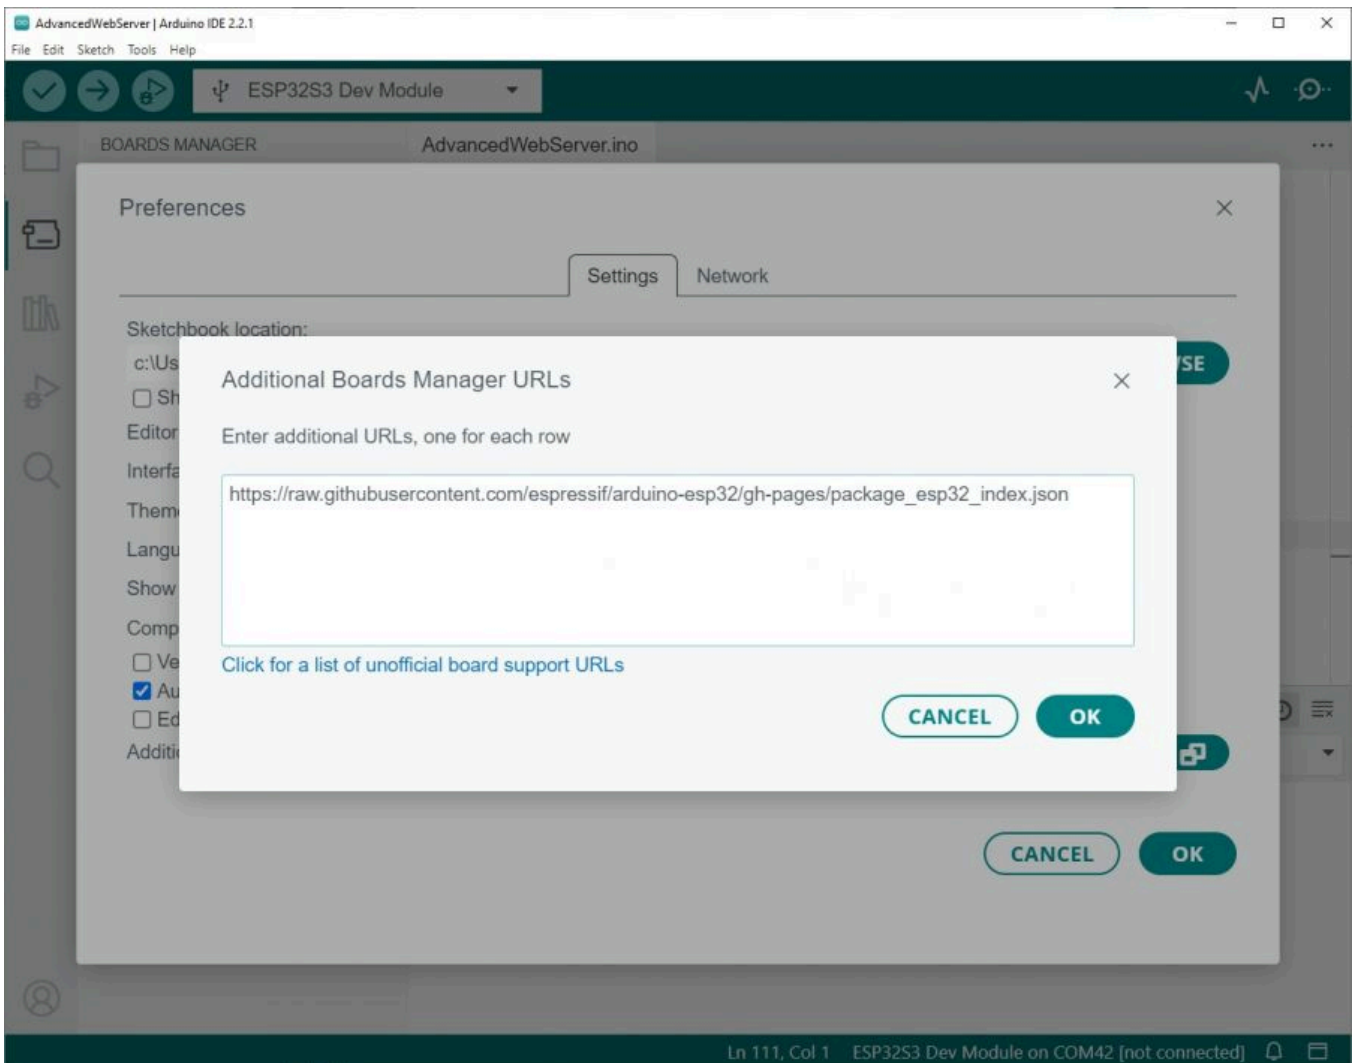 AdvancedWebServer | Arduino IDE 2.2.1
File Edit Sketch Tools Help
ESP32S3 Dev Module
BOARDS MANAGER
AdvancedWebServer.ino
Preferences
Settings Network
Sketchbook location:
c:\Us
Sh
Editor
Interfa
Them
Langu
Show
Comp
Ve
Au
Ed
Additi
SE
Additional Boards Manager URLs
Enter additional URLs, one for each row
https://raw.githubusercontent.com/espressif/arduino-esp32/gh-pages/package_esp32_index.json
Click for a list of unofficial board support URLs
CANCEL OK
CANCEL OK
Ln 111, Col 1 ESP32S3 Dev Module on COM42 [not connected]